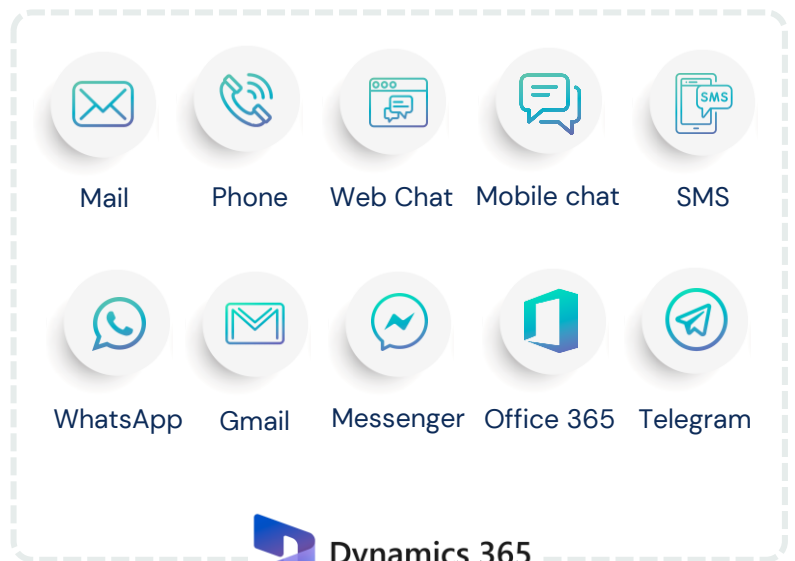 SMS
Mail
Phone
Web Chat
Mobile chat
SMS
WhatsApp
Gmail
Messenger
Office 365
Telegram
Dynamics 365